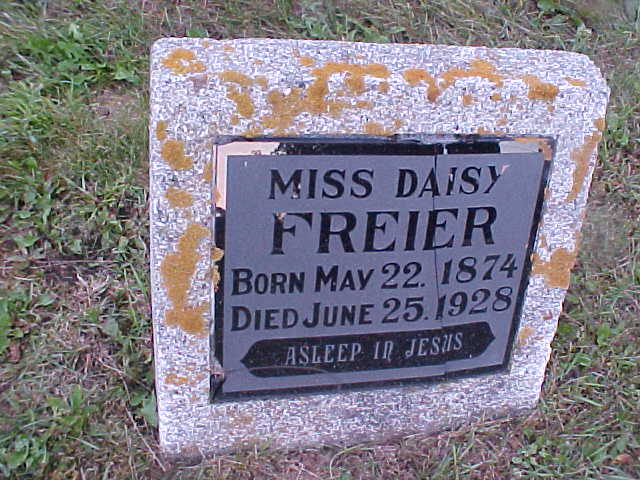 MISS DAISY
FREIER
BORN MAY 22. 1874
DIED JUNE 25. 1928
ASLEEP IN JESUS